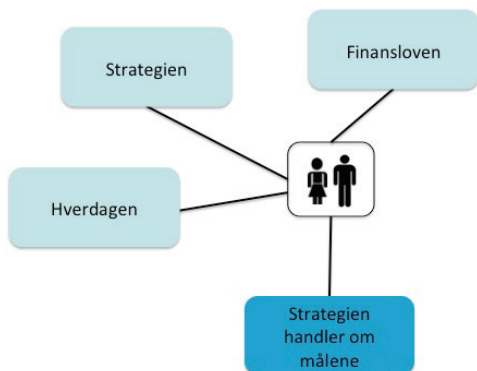 Finansloven
Strategien
Hverdagen
Strategien
handler om
målene